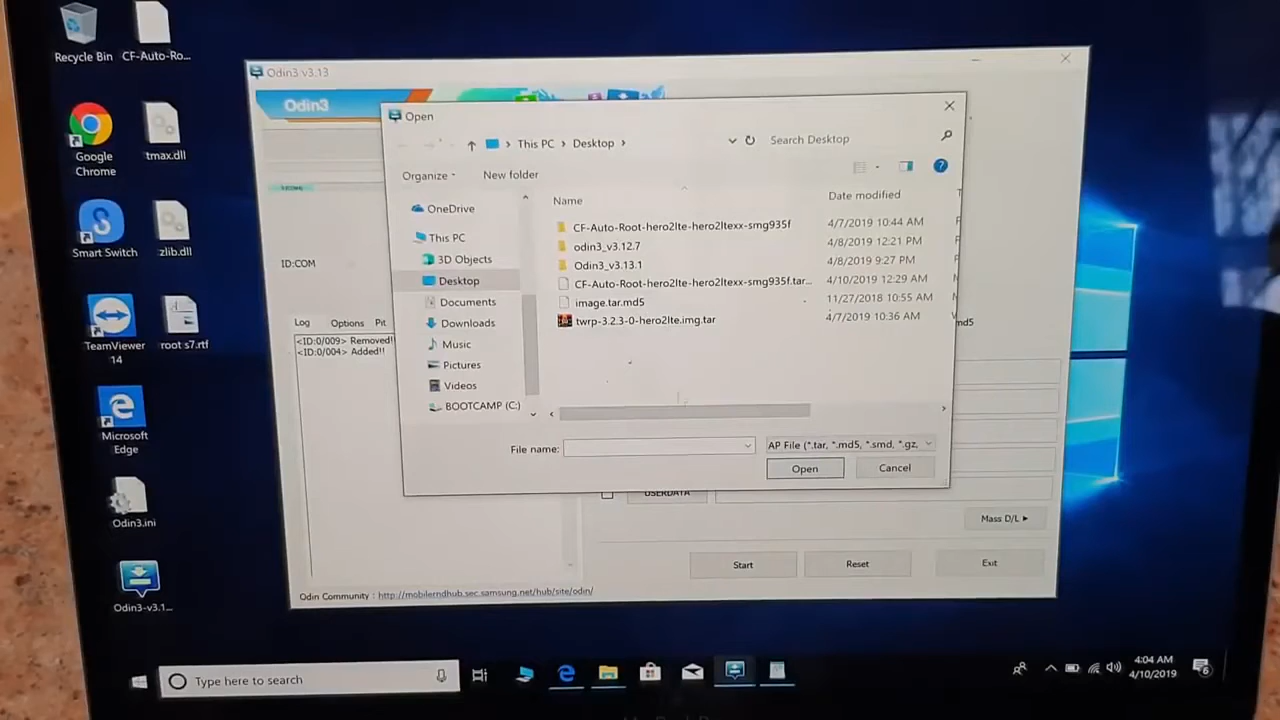 Recycle Bin
CF-Auto-Ro...
Google
Chrome
tmax.dll
Smart Switch
zlib.dll
TeamViewer
14
root s7.rtf
Microsoft
Edge
Odin3.ini
Odin3-v3.1...
Odin3 v3.13
Odin3
ID:COM
Log
Options
Pit
<ID:0/009> Removed!!
<ID:0/004> Added!!
Open
This PC > Desktop >
Search Desktop
Organize
New folder
OneDrive
This PC
3D Objects
Desktop
Documents
Downloads
Music
Pictures
Videos
BOOTCAMP (C:)
Name
Date modified
CF-Auto-Root-hero2lte-hero2ltexx-smg935f
4/7/2019 10:44 AM
odin3_v3.12.7
4/8/2019 12:21 PM
Odin3_v3.13.1
4/8/2019 9:27 PM
CF-Auto-Root-hero2lte-hero2ltexx-smg935f.tar...
4/10/2019 12:29 AM
image.tar.md5
11/27/2018 10:55 AM
twrp-3.2.3-0-hero2lte.img.tar
4/7/2019 10:36 AM
md5
File name:
AP File (*.tar, *.md5, *.smd, *.gz,
Open
Cancel
USERDATA
Mass D/L
Start
Reset
Exit
Odin Community : http://mobilerndhub.sec.samsung.net/hub/site/odin/
Type here to search
4:04 AM
4/10/2019
6